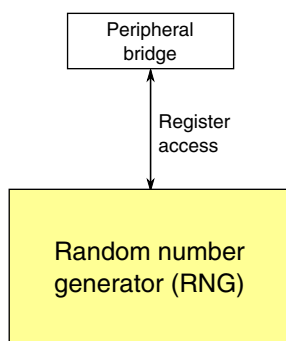 Peripheral
bridge
Register
access
Random number
generator (RNG)